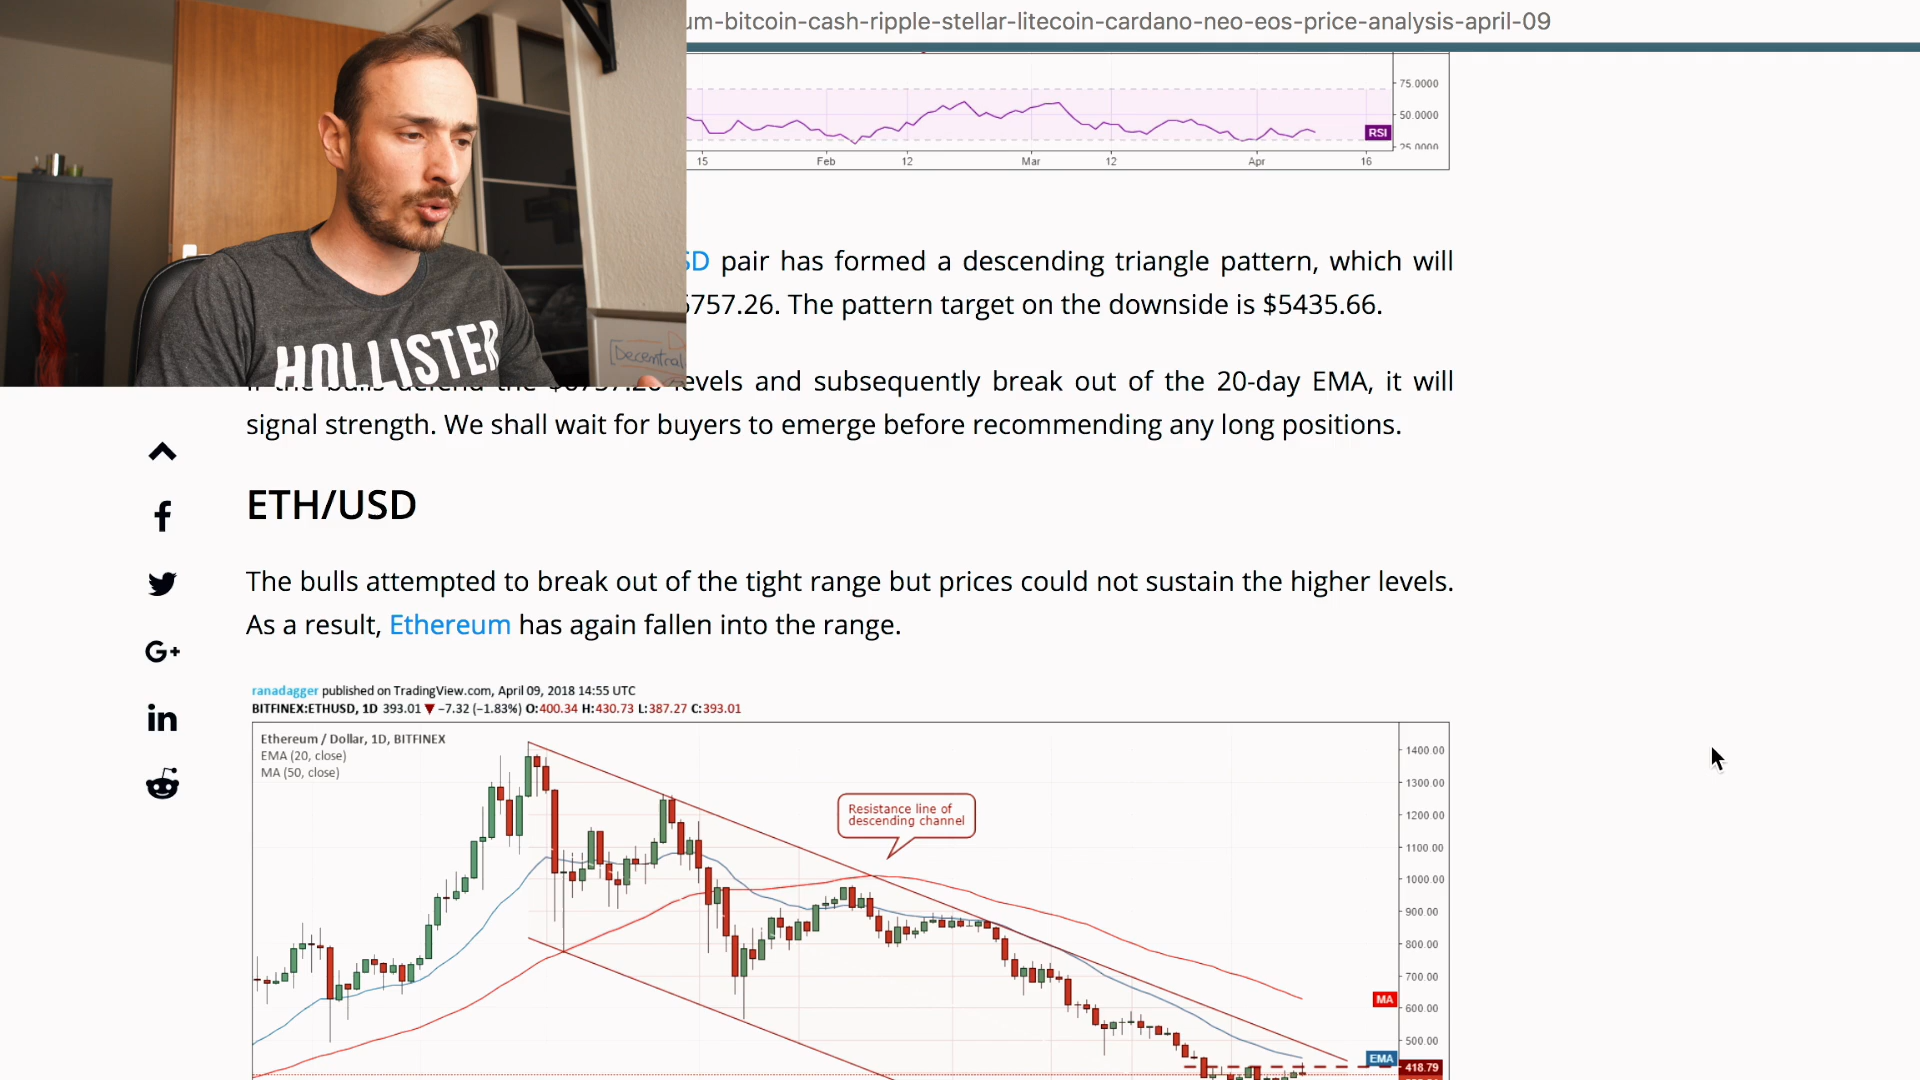 um-bitcoin-cash-ripple-stellar-litecoin-cardano-neo-eos-price-analysis-april-09
75.0000
50.0000
RSI
25.0000
15 Feb 12 Mar 12 Apr 16
SD pair has formed a descending triangle pattern, which will
757.26. The pattern target on the downside is $5435.66.
HOLLISTER
Decentral
levels and subsequently break out of the 20-day EMA, it will
signal strength. We shall wait for buyers to emerge before recommending any long positions.
ETH/USD
The bulls attempted to break out of the tight range but prices could not sustain the higher levels.
As a result, Ethereum has again fallen into the range.
G+
in
ranadagger published on TradingView.com, April 09, 2018 14:55 UTC
BITFINEX:ETHUSD, 1D 393.01 ▼ −7.32 (−1.83%) O:400.34 H:430.73 L:387.27 C:393.01
Ethereum / Dollar, 1D, BITFINEX
EMA (20, close)
MA (50, close)
Resistance line of
descending channel
1400.00
1300.00
1200.00
1100.00
1000.00
900.00
800.00
700.00
MA
600.00
500.00
EMA
418.79